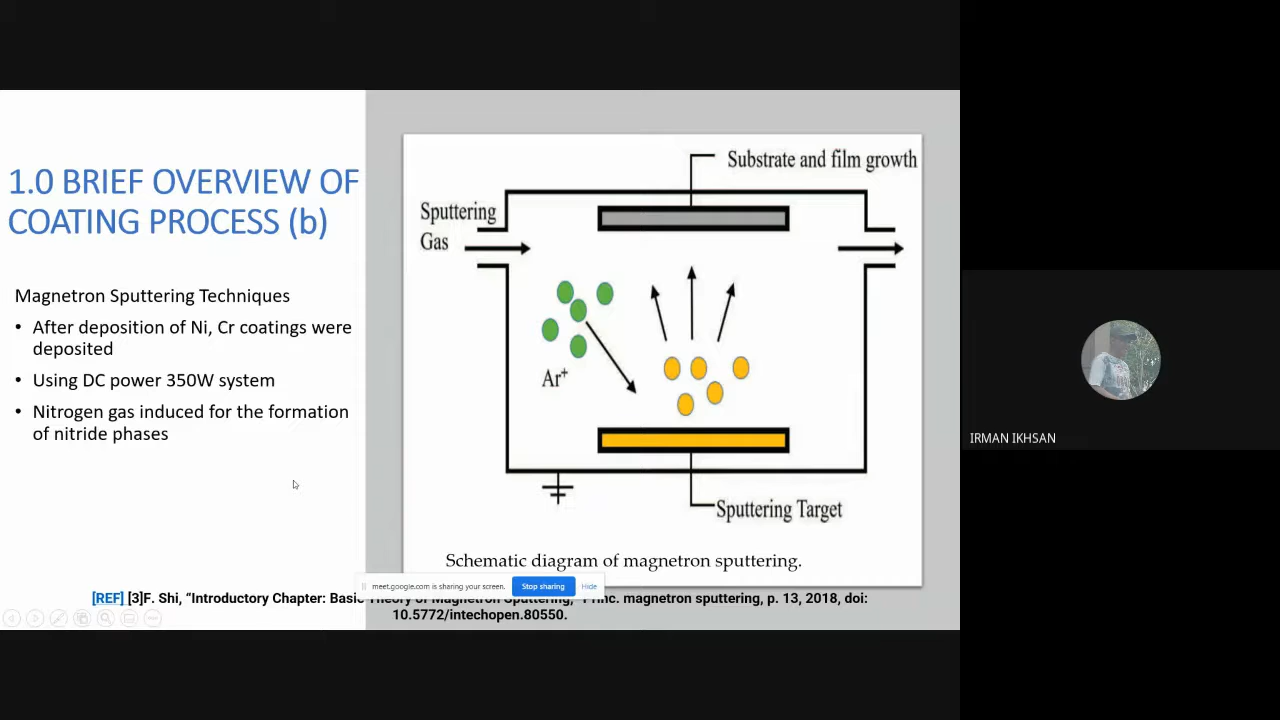 1.0 BRIEF OVERVIEW OF
COATING PROCESS (b)
Magnetron Sputtering Techniques
• After deposition of Ni, Cr coatings were
deposited
• Using DC power 350W system
• Nitrogen gas induced for the formation
of nitride phases
Substrate and film growth
Sputtering
Gas
Ar+
Sputtering Target
Schematic diagram of magnetron sputtering.
meet.google.com is sharing your screen.
Stop sharing
Hide
[REF] [3]F. Shi, “Introductory Chapter: Basic Theory of Magnetron Sputtering,” Princ. magnetron sputtering, p. 13, 2018, doi:
10.5772/intechopen.80550.
IRMAN IKHSAN